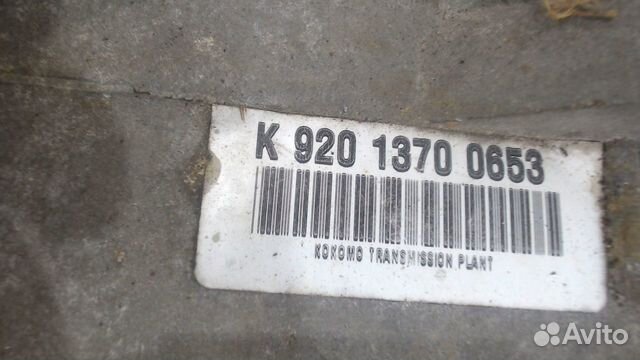 K 920 1370 0653
KOKOMO TRANSMISSION PLANT
Avito